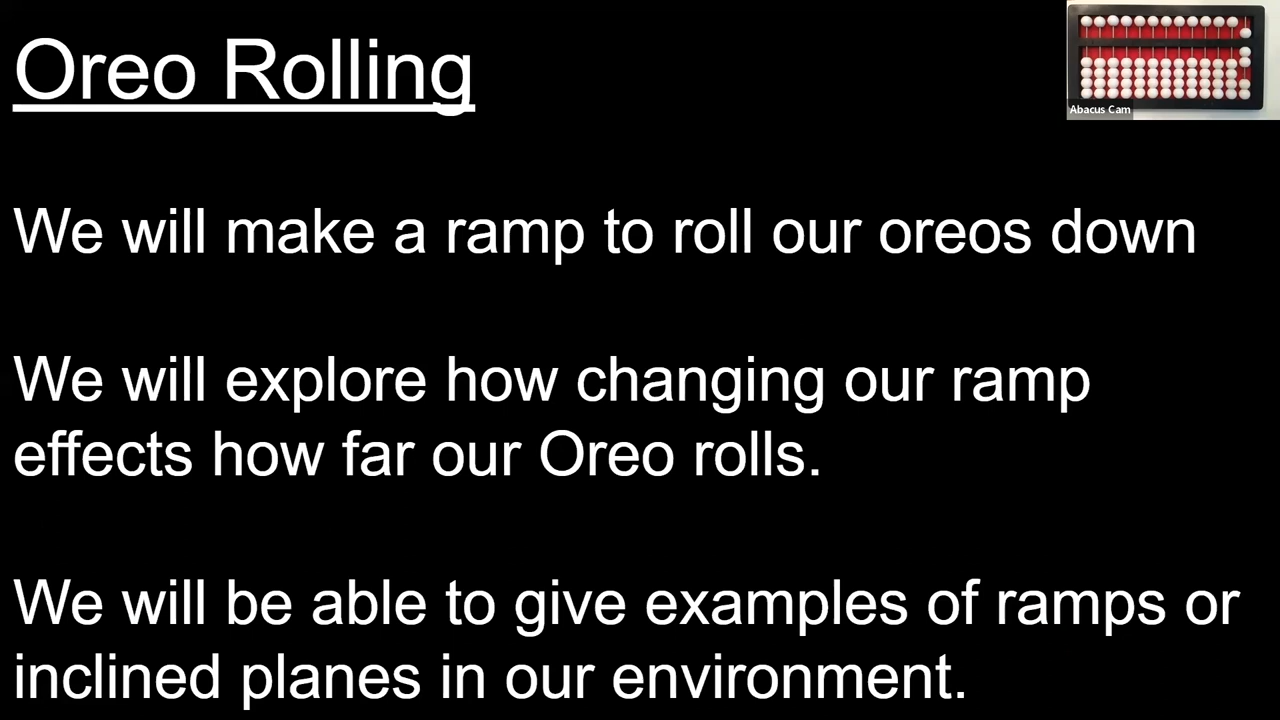 Oreo Rolling
Abacus Cam
We will make a ramp to roll our oreos down
We will explore how changing our ramp
effects how far our Oreo rolls.
We will be able to give examples of ramps or
inclined planes in our environment.